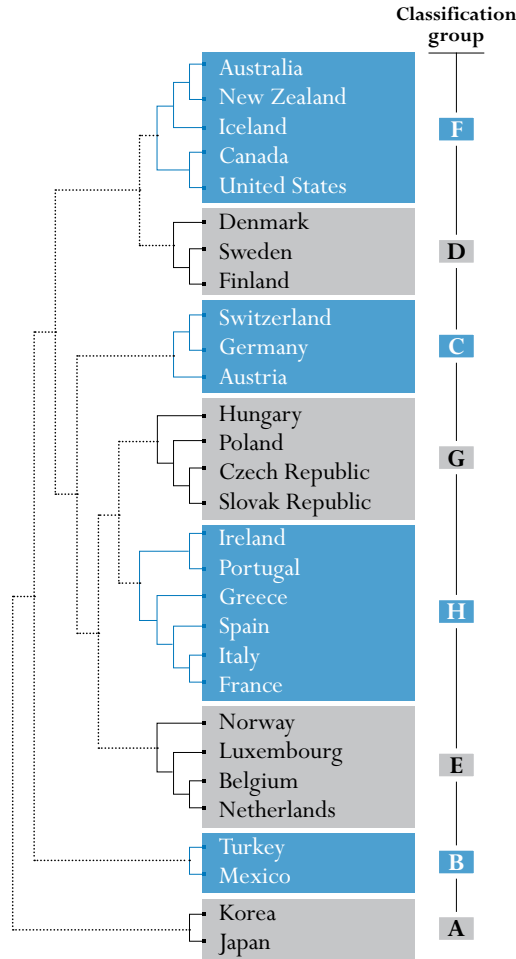 Classification
group
Australia
New Zealand
Iceland
Canada
United States
F
Denmark
Sweden
Finland
D
Switzerland
Germany
Austria
C
Hungary
Poland
Czech Republic
Slovak Republic
G
Ireland
Portugal
Greece
Spain
Italy
France
H
Norway
Luxembourg
Belgium
Netherlands
E
Turkey
Mexico
B
Korea
Japan
A